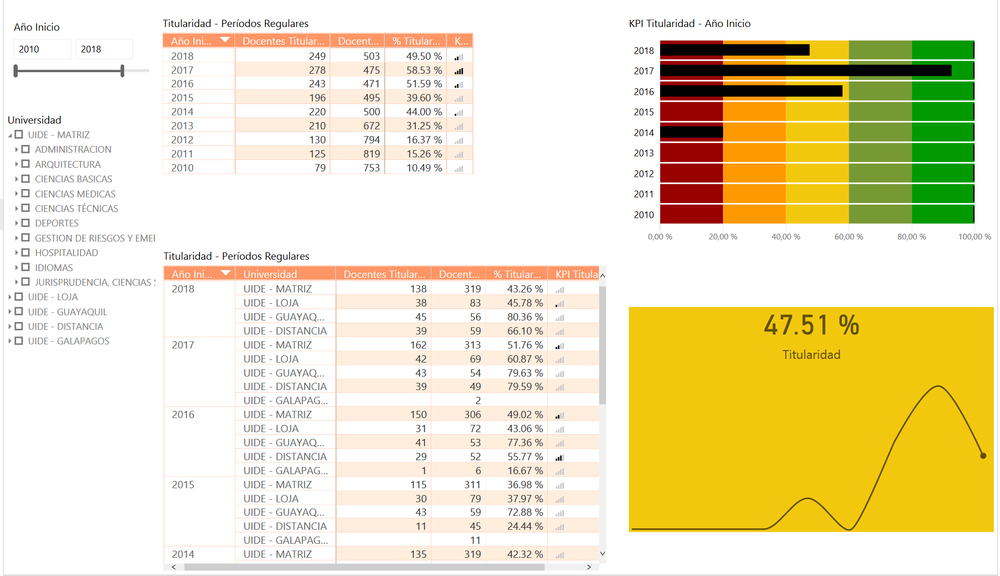 Año Inicio
2010 2018
Universidad
UIDE - MATRIZ
ADMINISTRACION
ARQUITECTURA
CIENCIAS BASICAS
CIENCIAS MEDICAS
CIENCIAS TÉCNICAS
DEPORTES
GESTION DE RIESGOS Y EMER
HOSPITALIDAD
IDIOMAS
JURISPRUDENCIA, CIENCIAS S
UIDE - LOJA
UIDE - GUAYAQUIL
UIDE - DISTANCIA
UIDE - GALAPAGOS
Titularidad - Períodos Regulares
Año Ini... Docentes Titular... Docent... % Titular... K...
2018 249 503 49.50 %
2017 278 475 58.53 %
2016 243 471 51.59 %
2015 196 495 39.60 %
2014 220 500 44.00 %
2013 210 672 31.25 %
2012 130 794 16.37 %
2011 125 819 15.26 %
2010 79 753 10.49 %
Titularidad - Períodos Regulares
Año Ini... Universidad Docentes Titular... Docent... % Titular... KPI Titula
2018 UIDE - MATRIZ 138 319 43.26 %
UIDE - LOJA 38 83 45.78 %
UIDE - GUAYAQ... 45 56 80.36 %
UIDE - DISTANCIA 39 59 66.10 %
2017 UIDE - MATRIZ 162 313 51.76 %
UIDE - LOJA 42 69 60.87 %
UIDE - GUAYAQ... 43 54 79.63 %
UIDE - DISTANCIA 39 49 79.59 %
UIDE - GALAPAG... 2
2016 UIDE - MATRIZ 150 306 49.02 %
UIDE - LOJA 31 72 43.06 %
UIDE - GUAYAQ... 41 53 77.36 %
UIDE - DISTANCIA 29 52 55.77 %
UIDE - GALAPAG... 1 6 16.67 %
2015 UIDE - MATRIZ 115 311 36.98 %
UIDE - LOJA 30 79 37.97 %
UIDE - GUAYAQ... 43 59 72.88 %
UIDE - DISTANCIA 11 45 24.44 %
UIDE - GALAPAG... 11
2014 UIDE - MATRIZ 135 319 42.32 %
KPI Titularidad - Año Inicio
2018
2017
2016
2015
2014
2013
2012
2011
2010
0,00 % 20,00 % 40,00 % 60,00 % 80,00 % 100,00 %
47.51 %
Titularidad